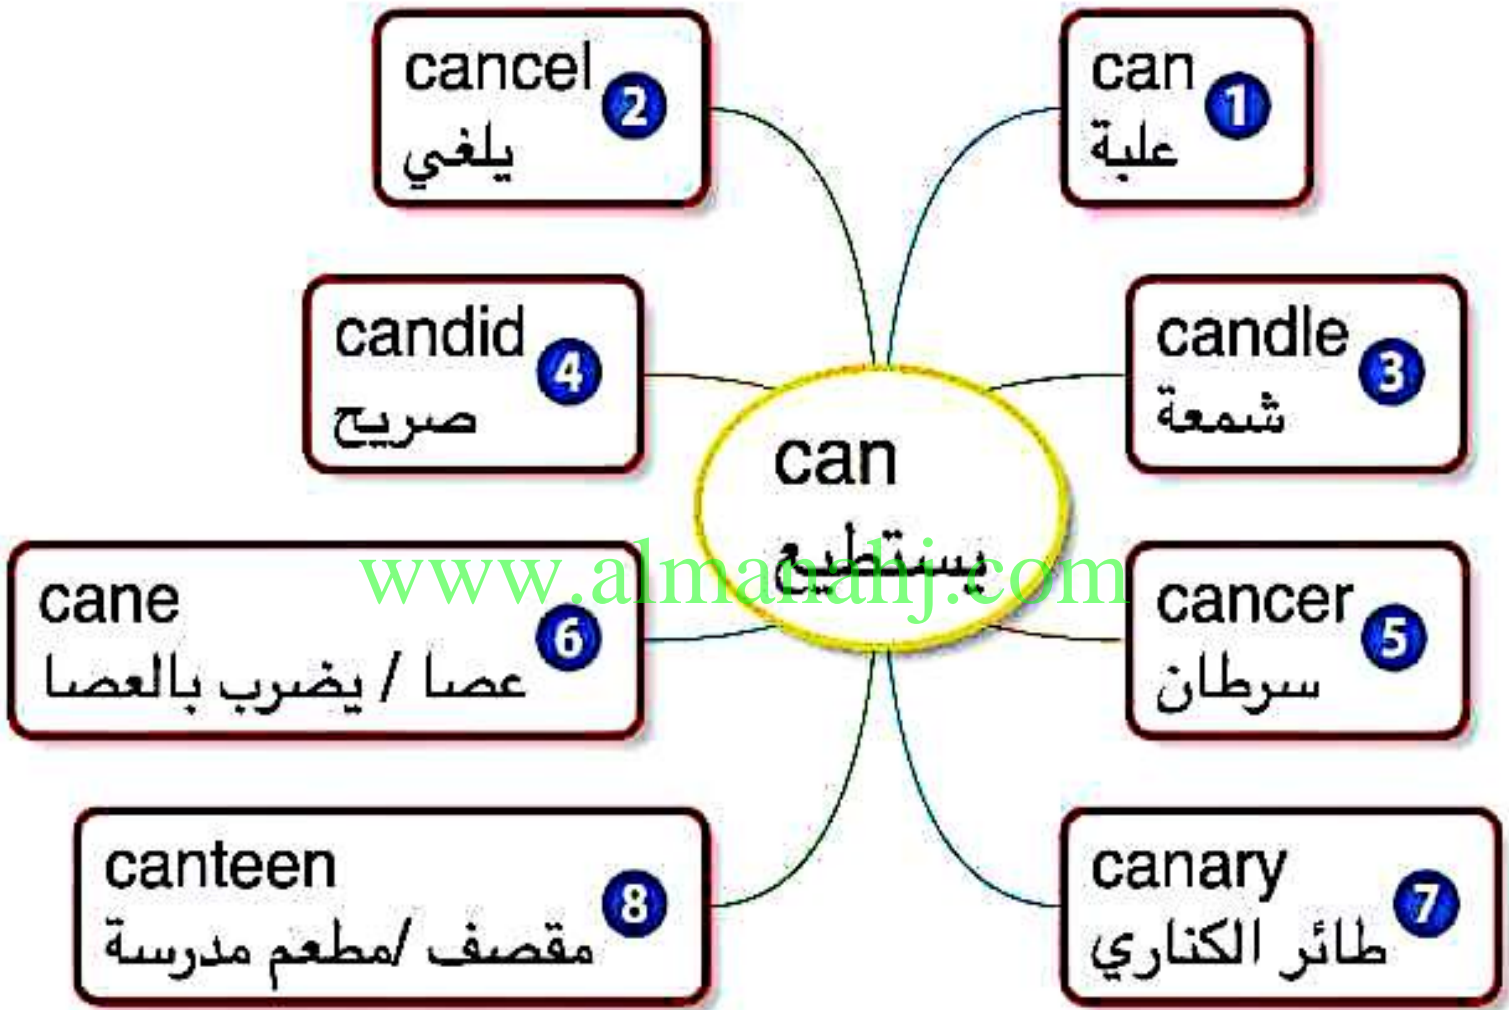 can
1
علبة
cancel
2
يلغي
candle
3
شمعة
candid
4
صريح
can
يستطيع
www.almanahj.com
cancer
5
سرطان
cane
6
عصا / يضرب بالعصا
canary
7
طائر الكناري
canteen
8
مقصف /مطعم مدرسة